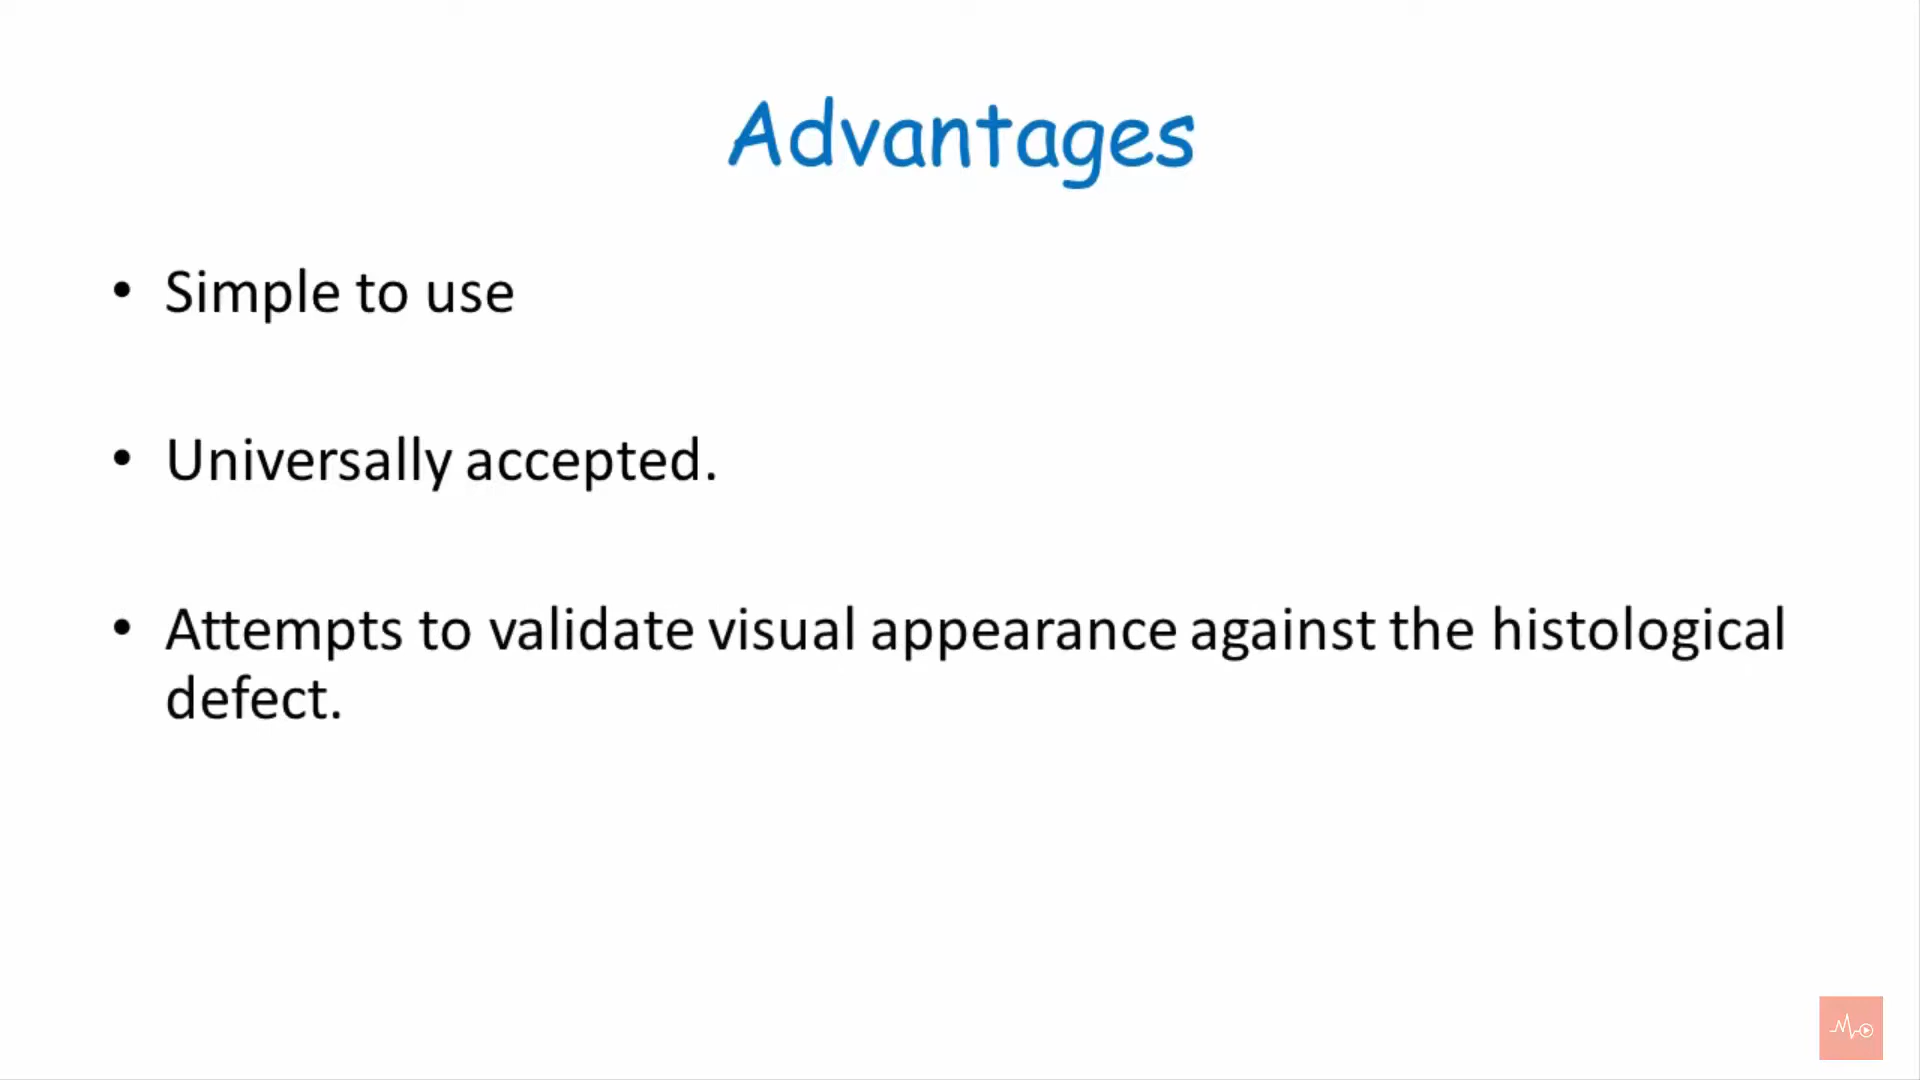 Advantages
• Simple to use
• Universally accepted.
• Attempts to validate visual appearance against the histological
defect.